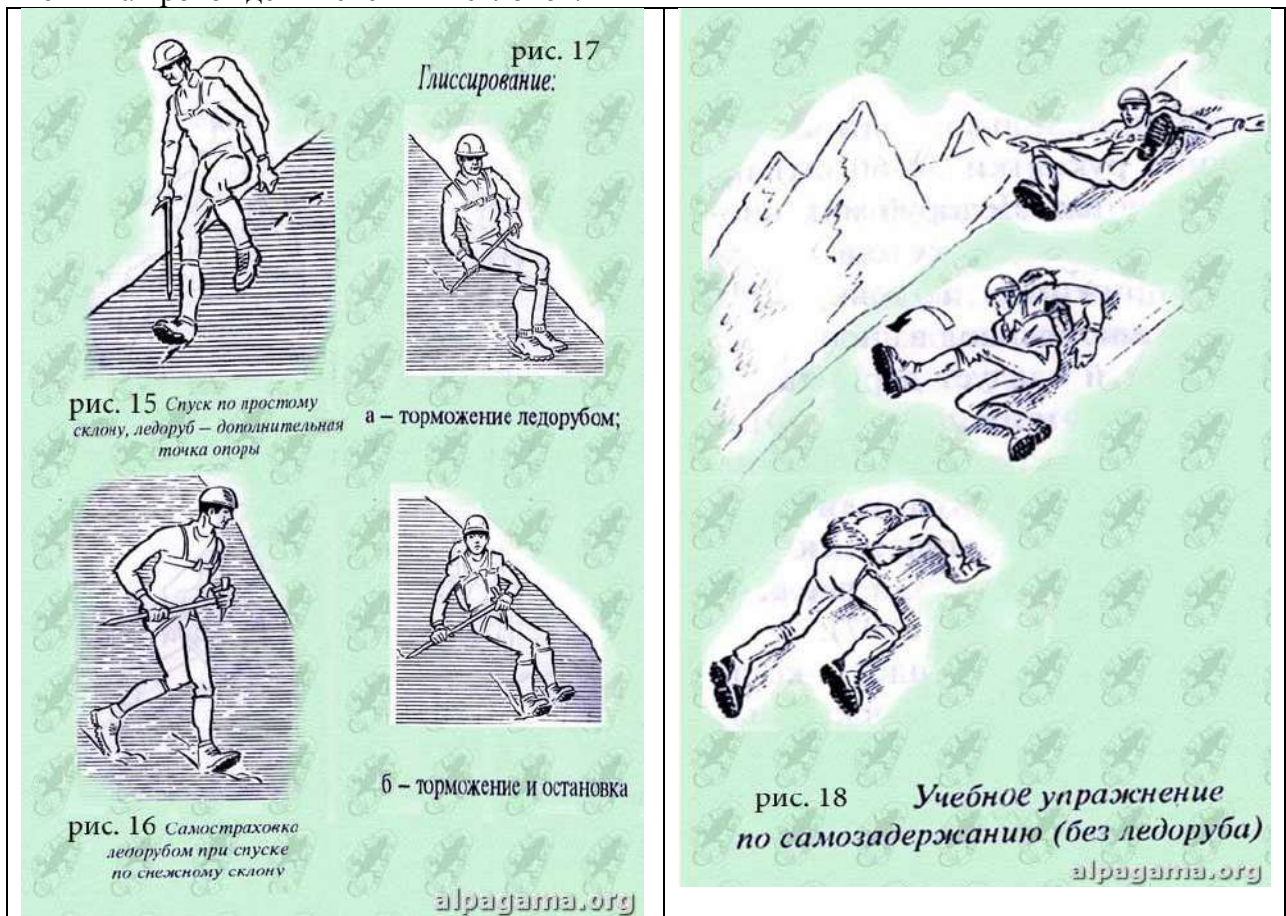 рис. 17
Глиссирование:
рис. 15 Спуск по простому
склону, ледоруб – дополнительная
точка опоры
а – торможение ледорубом;
б – торможение и остановка
рис. 16 Самостраховка
ледорубом при спуске
по снежному склону
alpagama.org
рис. 18 Учебное упражнение
по самозадержанию (без ледоруба)
alpagama.org